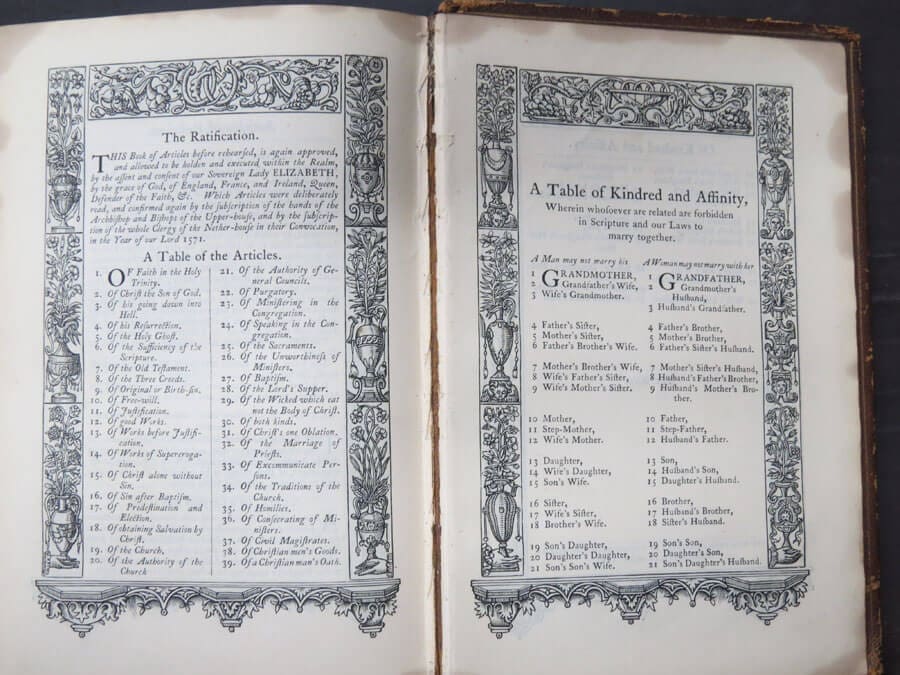 The Ratification.
THIS Book of Articles before rehearsed, is again approved,
and allowed to be holden and executed within the Realm,
by the aſſent and conſent of our Sovereign Lady ELIZABETH,
by the grace of God, of England, France, and Ireland, Queen,
Defender of the Faith, &c. Which Articles were deliberately
read, and confirmed again by the ſubſcription of the hands of the
Archbiſhop and Biſhops of the Upper-houſe, and by the ſubſcrip-
tion of the whole Clergy of the Nether-houſe in their Convocation,
in the Year of our Lord 1571.
A Table of the Articles.
1. OF Faith in the Holy
Trinity.
2. Of Chriſt the Son of God.
3. Of his going down into
Hell.
4. Of his Reſurrection.
5. Of the Holy Ghoſt.
6. Of the Sufficiency of the
Scripture.
7. Of the Old Teſtament.
8. Of the Three Creeds.
9. Of Original or Birth-ſin.
10. Of Free-will.
11. Of Juſtification.
12. Of good Works.
13. Of Works before Juſtifi-
cation.
14. Of Works of Supereroga-
tion.
15. Of Chriſt alone without
Sin.
16. Of Sin after Baptiſm.
17. Of Predeſtination and
Election.
18. Of obtaining Salvation by
Chriſt.
19. Of the Church.
20. Of the Authority of the
Church
21. Of the Authority of Ge-
neral Councils.
22. Of Purgatory.
23. Of Miniſtering in the
Congregation.
24. Of Speaking in the Con-
gregation.
25. Of the Sacraments.
26. Of the Unworthineſs of
Miniſters.
27. Of Baptiſm.
28. Of the Lord's Supper.
29. Of the Wicked which eat
not the Body of Chriſt.
30. Of both kinds.
31. Of Chriſt's one Oblation.
32. Of the Marriage of
Prieſts.
33. Of Excommunicate Per-
ſons.
34. Of the Traditions of the
Church.
35. Of Homilies.
36. Of Conſecrating of Mi-
niſters.
37. Of Civil Magiſtrates.
38. Of Chriſtian men's Goods.
39. Of a Chriſtian man's Oath.
A Table of Kindred and Affinity,
Wherein whoſoever are related are forbidden
in Scripture and our Laws to
marry together.
A Man may not marry his
1 GRANDMOTHER,
2 Grandfather's Wife,
3 Wife's Grandmother.
4 Father's Siſter,
5 Mother's Siſter,
6 Father's Brother's Wife.
7 Mother's Brother's Wife,
8 Wife's Father's Siſter,
9 Wife's Mother's Siſter.
10 Mother,
11 Step-Mother,
12 Wife's Mother.
13 Daughter,
14 Wife's Daughter,
15 Son's Wife.
16 Siſter,
17 Wife's Siſter,
18 Brother's Wife.
19 Son's Daughter,
20 Daughter's Daughter,
21 Son's Son's Wife.
A Woman may not marry with her
1 GRANDFATHER,
2 Grandmother's
Huſband,
3 Huſband's Grandfather.
4 Father's Brother,
5 Mother's Brother,
6 Father's Siſter's Huſband.
7 Mother's Siſter's Huſband,
8 Huſband's Father's Brother,
9 Huſband's Mother's Bro-
ther.
10 Father,
11 Step-Father,
12 Huſband's Father.
13 Son,
14 Huſband's Son,
15 Daughter's Huſband.
16 Brother,
17 Huſband's Brother,
18 Siſter's Huſband.
19 Son's Son,
20 Daughter's Son,
21 Son's Daughter's Huſband.